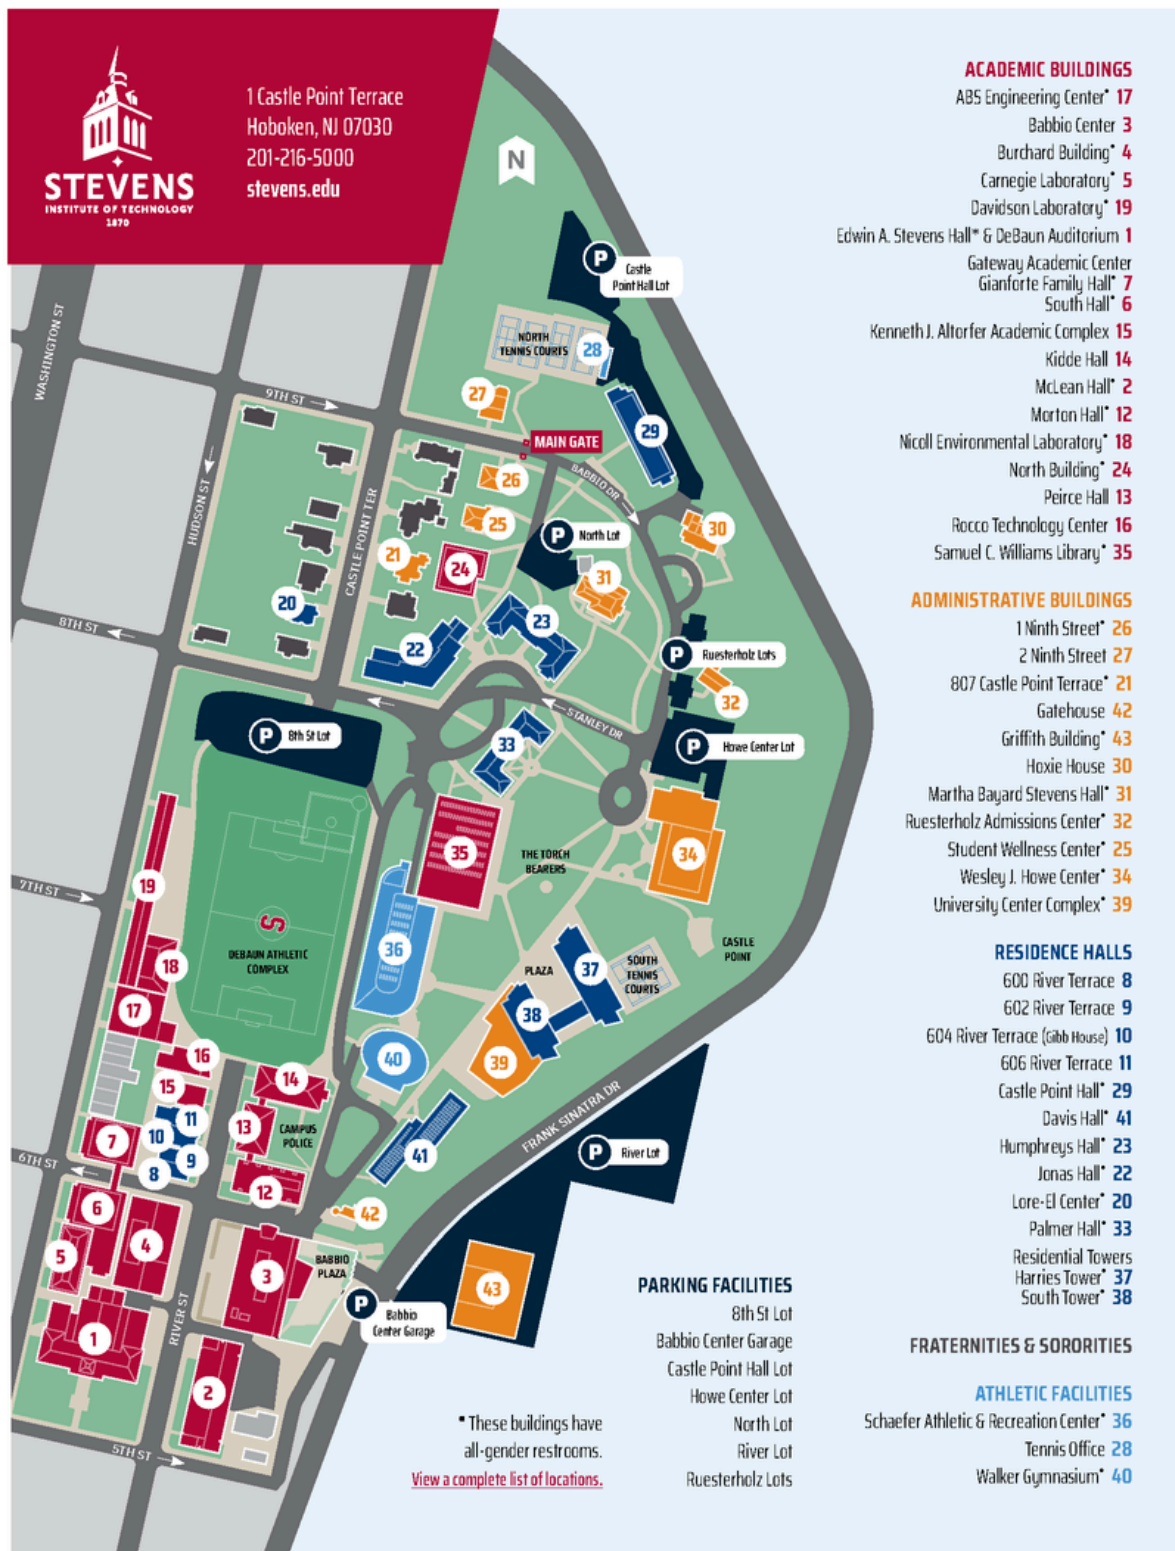 STEVENS
INSTITUTE OF TECHNOLOGY
1870
1 Castle Point Terrace
Hoboken, NJ 07030
201-216-5000
stevens.edu
N
P
Castle
Point Hall Lot
NORTH
TENNIS COURTS
28
27
29
MAIN GATE
9TH ST
WASHINGTON ST
HUDSON ST
CASTLE POINT TER
BABBIO DR
26
25
30
P
North Lot
21
24
31
20
23
22
8TH ST
P
Ruesterholz Lots
32
STANLEY DR
P
8th St Lot
33
P
Howe Center Lot
35
THE TORCH
BEARERS
34
7TH ST
19
S
DEBAUN ATHLETIC
COMPLEX
36
18
17
PLAZA
37
SOUTH
TENNIS
COURTS
CASTLE
POINT
38
39
40
16
15
14
11
10
13
CAMPUS
POLICE
7
9
8
41
FRANK SINATRA DR
P
River Lot
6TH ST
12
6
42
5
4
3
BABBIO
PLAZA
43
P
Babbio
Center Garage
RIVER ST
1
2
5TH ST
ACADEMIC BUILDINGS
ABS Engineering Center* 17
Babbio Center 3
Burchard Building* 4
Carnegie Laboratory* 5
Davidson Laboratory* 19
Edwin A. Stevens Hall* & DeBaun Auditorium 1
Gateway Academic Center
Gianforte Family Hall* 7
South Hall* 6
Kenneth J. Altorfer Academic Complex 15
Kidde Hall 14
McLean Hall* 2
Morton Hall* 12
Nicoll Environmental Laboratory* 18
North Building* 24
Peirce Hall 13
Rocco Technology Center 16
Samuel C. Williams Library* 35
ADMINISTRATIVE BUILDINGS
1 Ninth Street* 26
2 Ninth Street 27
807 Castle Point Terrace* 21
Gatehouse 42
Griffith Building* 43
Hoxie House 30
Martha Bayard Stevens Hall* 31
Ruesterholz Admissions Center* 32
Student Wellness Center* 25
Wesley J. Howe Center* 34
University Center Complex* 39
RESIDENCE HALLS
600 River Terrace 8
602 River Terrace 9
604 River Terrace (Gibb House) 10
606 River Terrace 11
Castle Point Hall* 29
Davis Hall* 41
Humphreys Hall* 23
Jonas Hall* 22
Lore-El Center* 20
Palmer Hall* 33
Residential Towers
Harries Tower* 37
South Tower* 38
FRATERNITIES & SORORITIES
ATHLETIC FACILITIES
Schaefer Athletic & Recreation Center* 36
Tennis Office 28
Walker Gymnasium* 40
PARKING FACILITIES
8th St Lot
Babbio Center Garage
Castle Point Hall Lot
Howe Center Lot
North Lot
River Lot
Ruesterholz Lots
* These buildings have
all-gender restrooms.
View a complete list of locations.